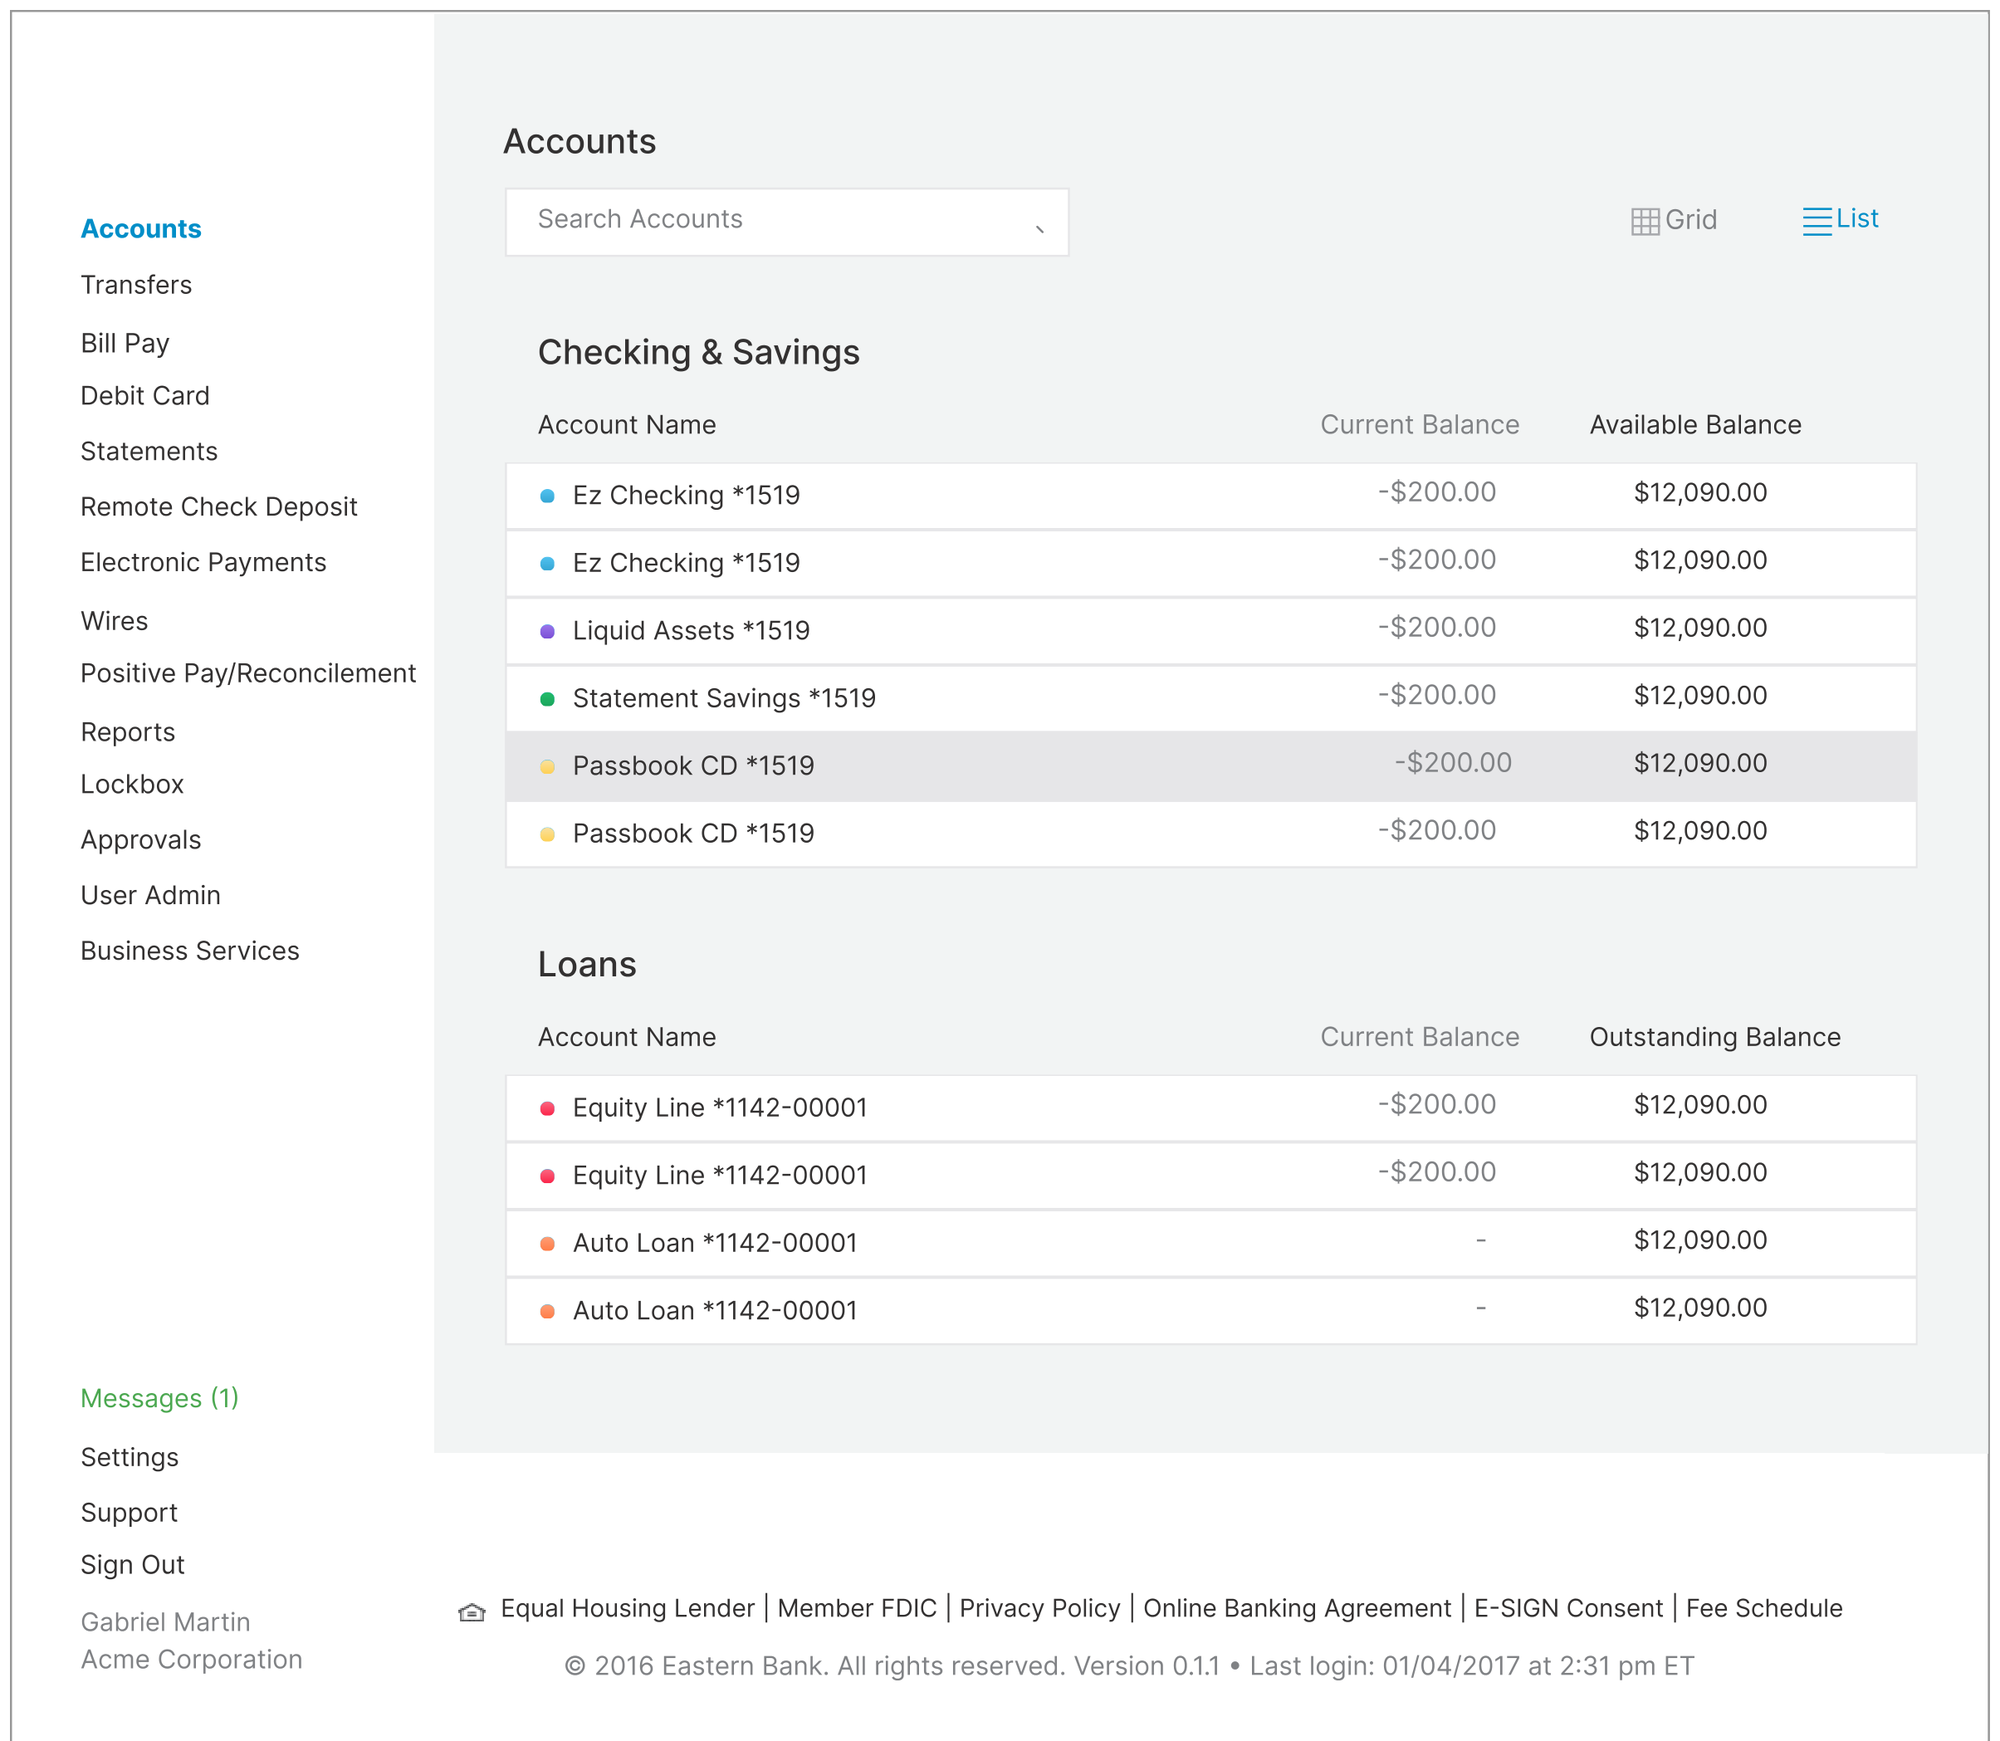 Accounts
Transfers
Bill Pay
Debit Card
Statements
Remote Check Deposit
Electronic Payments
Wires
Positive Pay/Reconcilement
Reports
Lockbox
Approvals
User Admin
Business Services
Messages (1)
Settings
Support
Sign Out
Gabriel Martin
Acme Corporation
Accounts
Search Accounts
Grid List
Checking & Savings
Account Name Current Balance Available Balance
Ez Checking *1519 -$200.00 $12,090.00
Ez Checking *1519 -$200.00 $12,090.00
Liquid Assets *1519 -$200.00 $12,090.00
Statement Savings *1519 -$200.00 $12,090.00
Passbook CD *1519 -$200.00 $12,090.00
Passbook CD *1519 -$200.00 $12,090.00
Loans
Account Name Current Balance Outstanding Balance
Equity Line *1142-00001 -$200.00 $12,090.00
Equity Line *1142-00001 -$200.00 $12,090.00
Auto Loan *1142-00001 - $12,090.00
Auto Loan *1142-00001 - $12,090.00
Equal Housing Lender | Member FDIC | Privacy Policy | Online Banking Agreement | E-SIGN Consent | Fee Schedule
© 2016 Eastern Bank. All rights reserved. Version 0.1.1 • Last login: 01/04/2017 at 2:31 pm ET